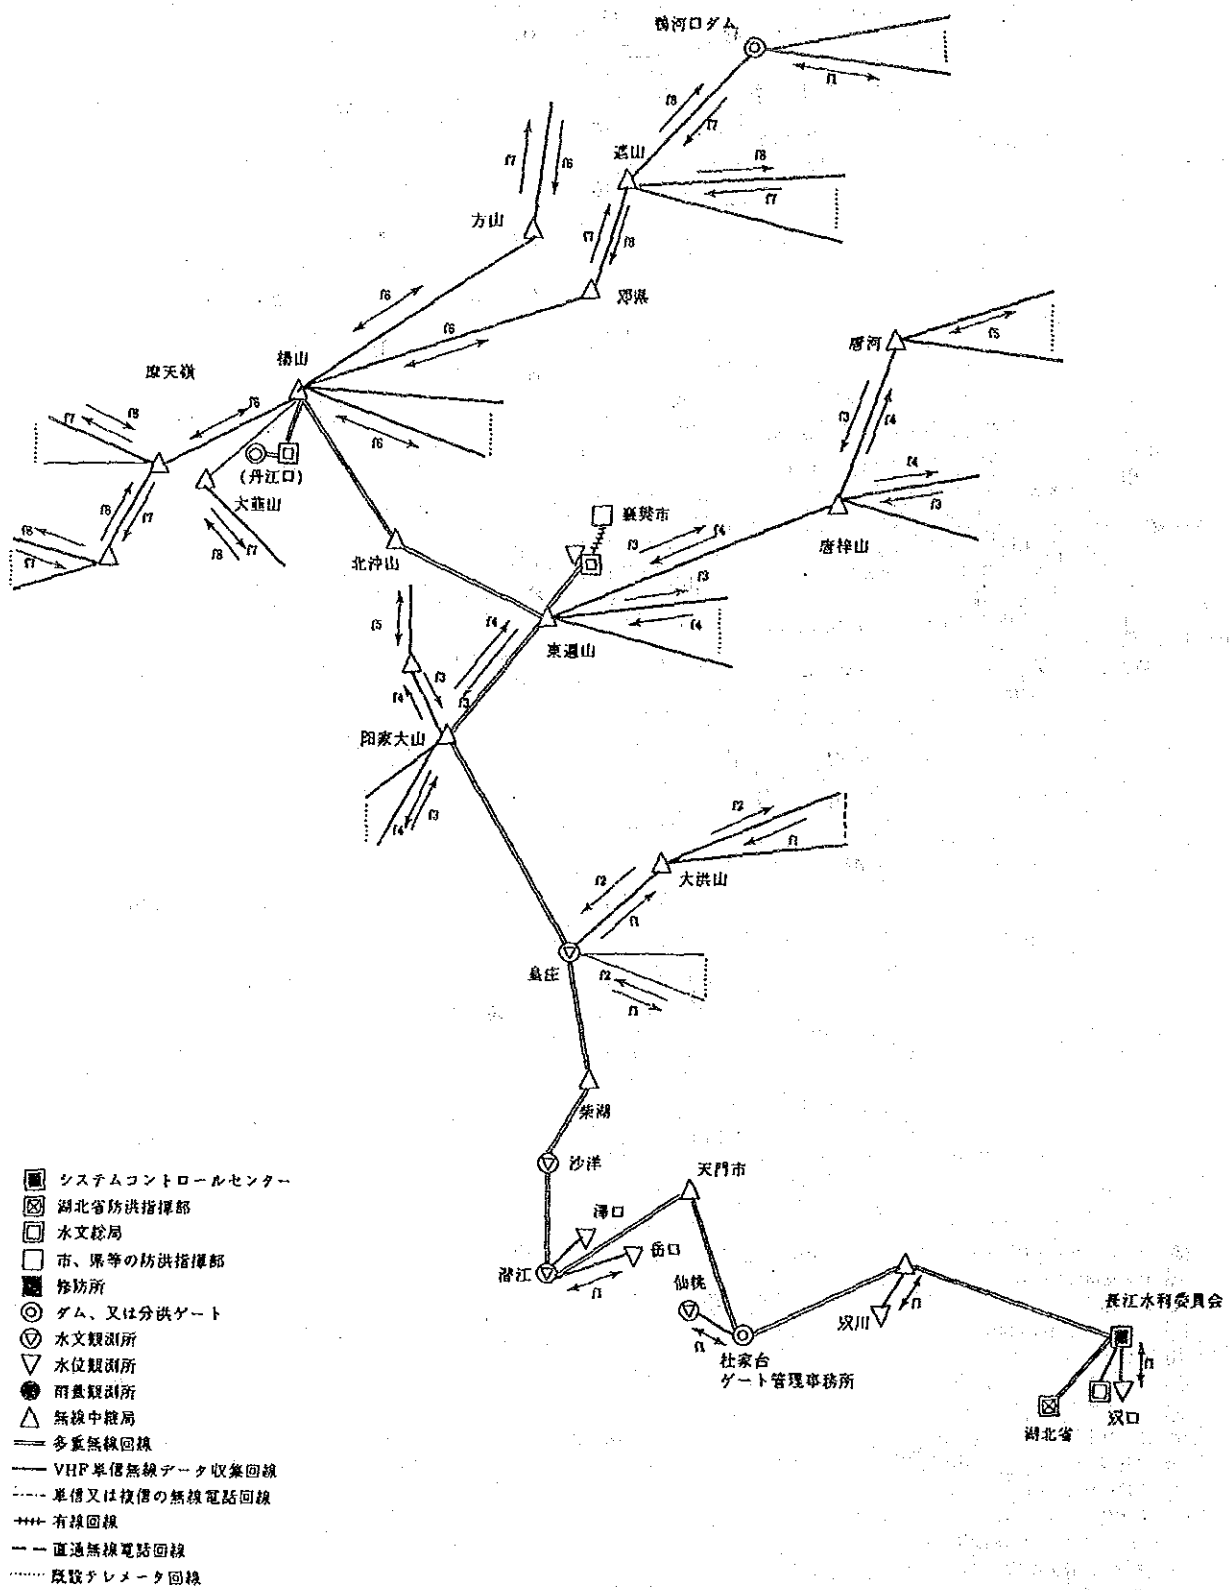 鴨河口ダム
f1
f8
f7
遮山
f8
f7
f7
f6
方山
f7
f8
邓県
f6
f6
唐河
f5
楊山
摩天嶺
f7
f8
f6
f6
f3
f4
(丹江口)
大韮山
f8
f7
f8
f7
f8
f7
f4
f3
唐梓山
襄樊市
f3
f4
北沖山
f3
f4
東週山
f5
f4
f3
f3
f4
阳家大山
f4
f3
f2
f1
大洪山
f2
f1
皇庄
f2
f1
柴湖
沙洋
天門市
沢口
岳口
潜江
f1
仙桃
f1
杜家台
ゲート管理事務所
汉川
f1
長江水利委員会
f1
汉口
湖北省
システムコントロールセンター
湖北省防洪指揮部
水文総局
市、県等の防洪指揮部
修防所
ダム、又は分洪ゲート
水文観測所
水位観測所
雨量観測所
無線中継局
多重無線回線
VHF単信無線データ収集回線
単信又は複信の無線電話回線
有線回線
直通無線電話回線
既設テレメータ回線